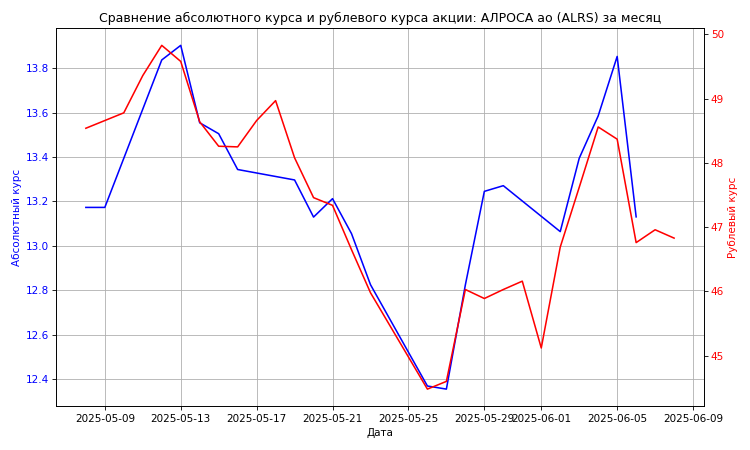 Сравнение абсолютного курса и рублевого курса акции: АЛРОСА ао (ALRS) за месяц
Абсолютный курс
13.8
13.6
13.4
13.2
13.0
12.8
12.6
12.4
50
49
48
47
46
45
Рублевый курс
2025-05-09 2025-05-13 2025-05-17 2025-05-21 2025-05-25 2025-05-29 2025-06-01 2025-06-05 2025-06-09
Дата